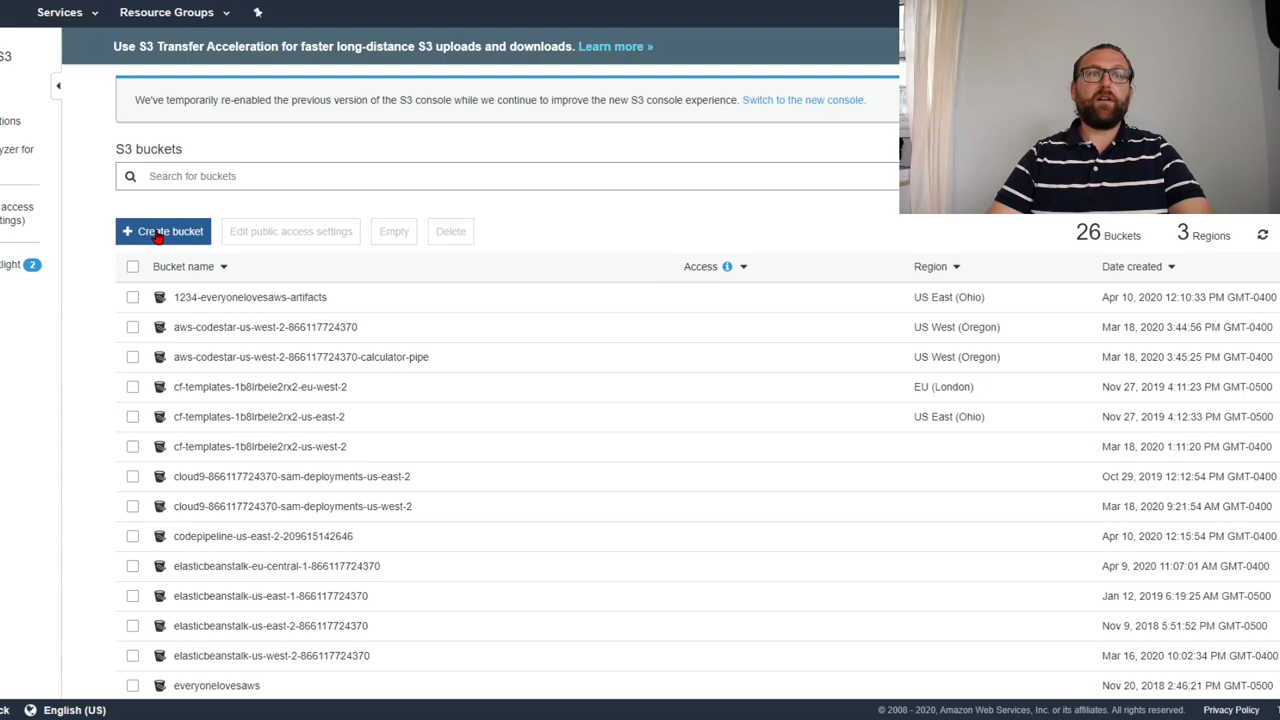 Services
Resource Groups
S3
Use S3 Transfer Acceleration for faster long-distance S3 uploads and downloads. Learn more »
We've temporarily re-enabled the previous version of the S3 console while we continue to improve the new S3 console experience. Switch to the new console.
tions
yzer for
access
tings)
tlight 2
S3 buckets
Search for buckets
+ Create bucket Edit public access settings Empty Delete
26 Buckets 3 Regions
Bucket name Access Region Date created
1234-everyonelovesaws-artifacts US East (Ohio) Apr 10, 2020 12:10:33 PM GMT-0400
aws-codestar-us-west-2-866117724370 US West (Oregon) Mar 18, 2020 3:44:56 PM GMT-0400
aws-codestar-us-west-2-866117724370-calculator-pipe US West (Oregon) Mar 18, 2020 3:45:25 PM GMT-0400
cf-templates-1b8lrbele2rx2-eu-west-2 EU (London) Nov 27, 2019 4:11:23 PM GMT-0500
cf-templates-1b8lrbele2rx2-us-east-2 US East (Ohio) Nov 27, 2019 4:12:33 PM GMT-0500
cf-templates-1b8lrbele2rx2-us-west-2 Mar 18, 2020 1:11:20 PM GMT-0400
cloud9-866117724370-sam-deployments-us-east-2 Oct 29, 2019 12:12:54 PM GMT-0400
cloud9-866117724370-sam-deployments-us-west-2 Mar 18, 2020 9:21:54 AM GMT-0400
codepipeline-us-east-2-209615142646 Apr 10, 2020 12:15:54 PM GMT-0400
elasticbeanstalk-eu-central-1-866117724370 Apr 9, 2020 11:07:01 AM GMT-0400
elasticbeanstalk-us-east-1-866117724370 Jan 12, 2019 6:19:25 AM GMT-0500
elasticbeanstalk-us-east-2-866117724370 Nov 9, 2018 5:51:52 PM GMT-0500
elasticbeanstalk-us-west-2-866117724370 Mar 16, 2020 10:02:34 PM GMT-0400
everyonelovesaws Nov 20, 2018 2:46:21 PM GMT-0500
ck English (US) © 2008 - 2020, Amazon Web Services, Inc. or its affiliates. All rights reserved. Privacy Policy